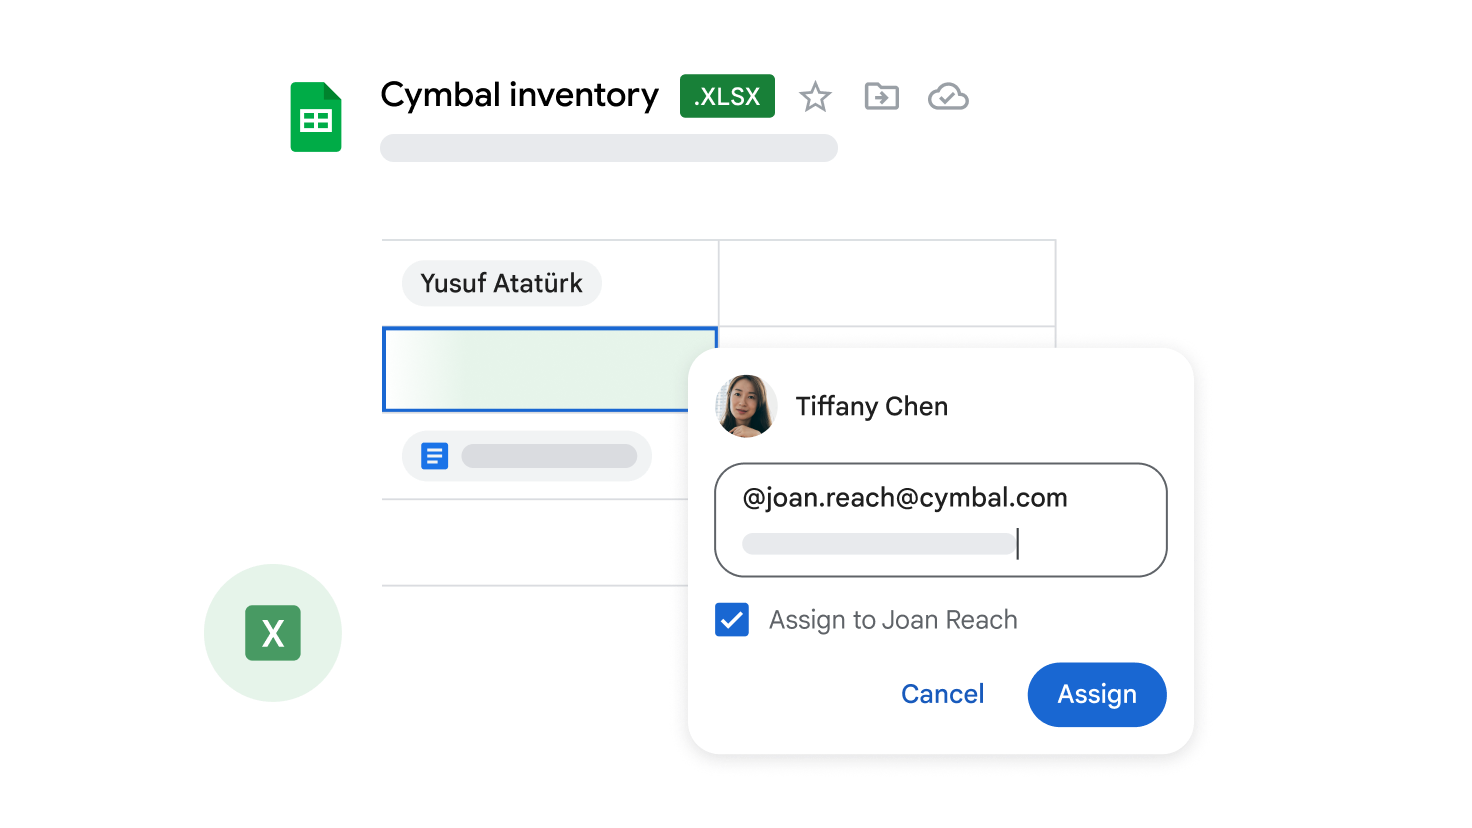 Cymbal inventory
.XLSX
Yusuf Atatürk
Tiffany Chen
@joan.reach@cymbal.com
Assign to Joan Reach
Cancel
Assign
X